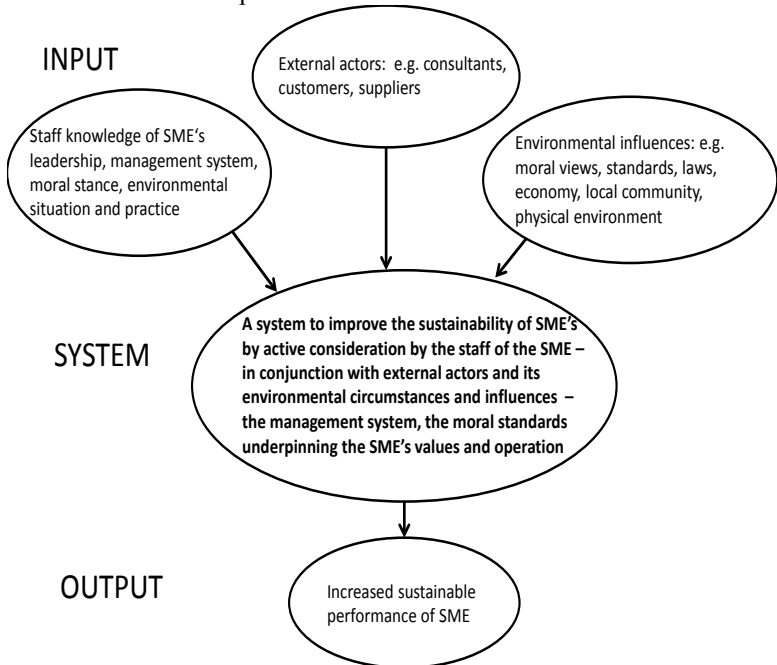 INPUT
External actors:  e.g. consultants,
customers, suppliers
Staff knowledge of SME‘s
leadership, management system,
moral stance, environmental
situation and practice
Environmental influences: e.g.
moral views, standards, laws,
economy, local community,
physical environment
SYSTEM
A system to improve the sustainability of SME’s
by active consideration by the staff of the SME –
in conjunction with external actors and its
environmental circumstances and influences –
the management system, the moral standards
underpinning the SME’s values and operation
OUTPUT
Increased sustainable
performance of SME